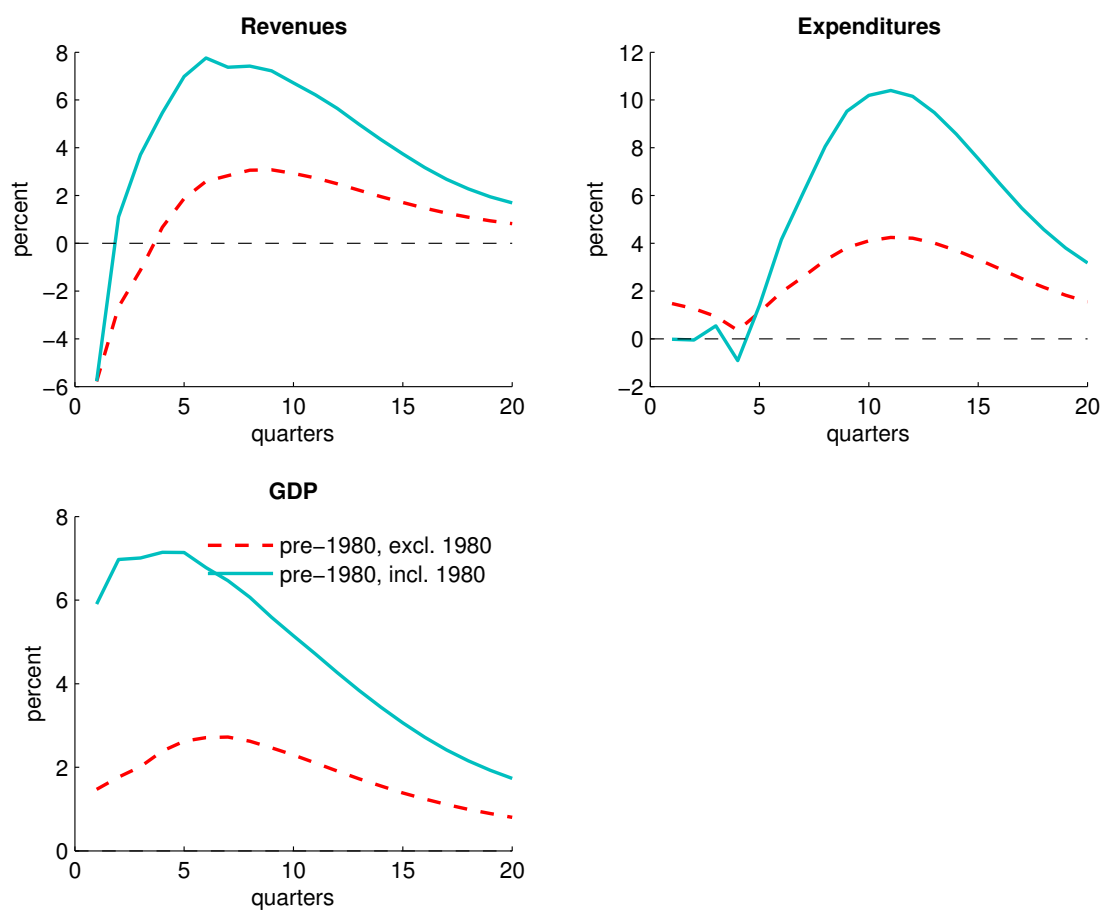 Revenues
8
6
4
2
0
−2
−4
−6
percent
0 5 10 15 20
quarters
Expenditures
12
10
8
6
4
2
0
−2
percent
0 5 10 15 20
quarters
GDP
8
6
4
2
0
percent
pre−1980, excl. 1980
pre−1980, incl. 1980
0 5 10 15 20
quarters